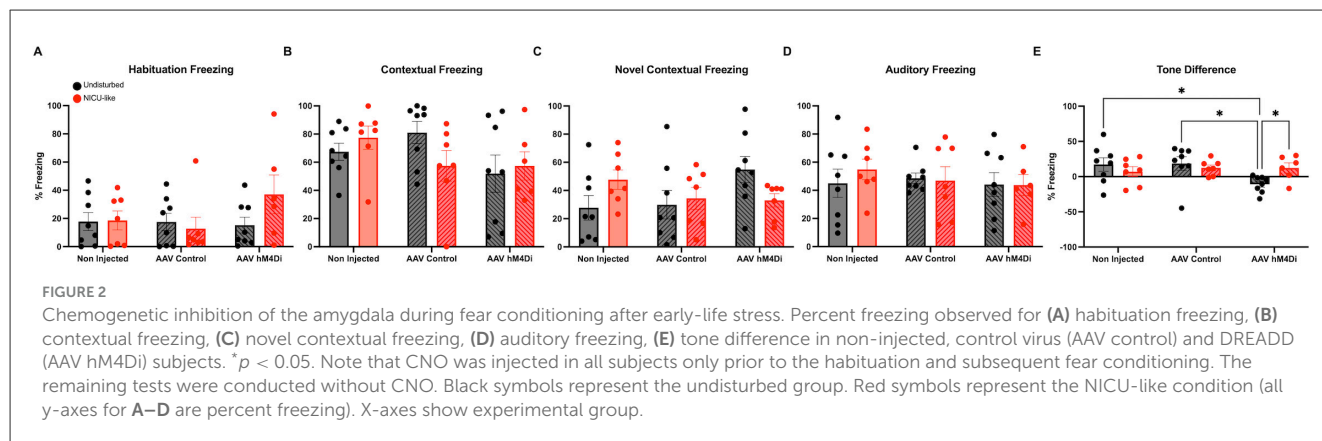 A B C D E
Habituation Freezing Contextual Freezing Novel Contextual Freezing Auditory Freezing Tone Difference
Undisturbed
NICU-like
% Freezing
100
80
60
40
20
0
Non Injected AAV Control AAV hM4Di
100
80
60
40
20
0
Non Injected AAV Control AAV hM4Di
100
80
60
40
20
0
Non Injected AAV Control AAV hM4Di
100
80
60
40
20
0
Non Injected AAV Control AAV hM4Di
% Freezing
* * *
100
50
0
-50
-100
Non Injected AAV Control AAV hM4Di
FIGURE 2
Chemogenetic inhibition of the amygdala during fear conditioning after early-life stress. Percent freezing observed for (A) habituation freezing, (B)
contextual freezing, (C) novel contextual freezing, (D) auditory freezing, (E) tone difference in non-injected, control virus (AAV control) and DREADD
(AAV hM4Di) subjects. *p < 0.05. Note that CNO was injected in all subjects only prior to the habituation and subsequent fear conditioning. The
remaining tests were conducted without CNO. Black symbols represent the undisturbed group. Red symbols represent the NICU-like condition (all
y-axes for A–D are percent freezing). X-axes show experimental group.